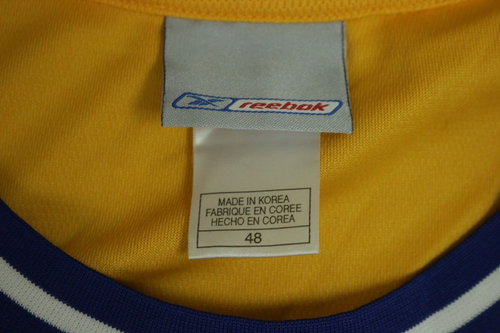 reebok
MADE IN KOREA
FABRIQUE EN COREE
HECHO EN COREA
48